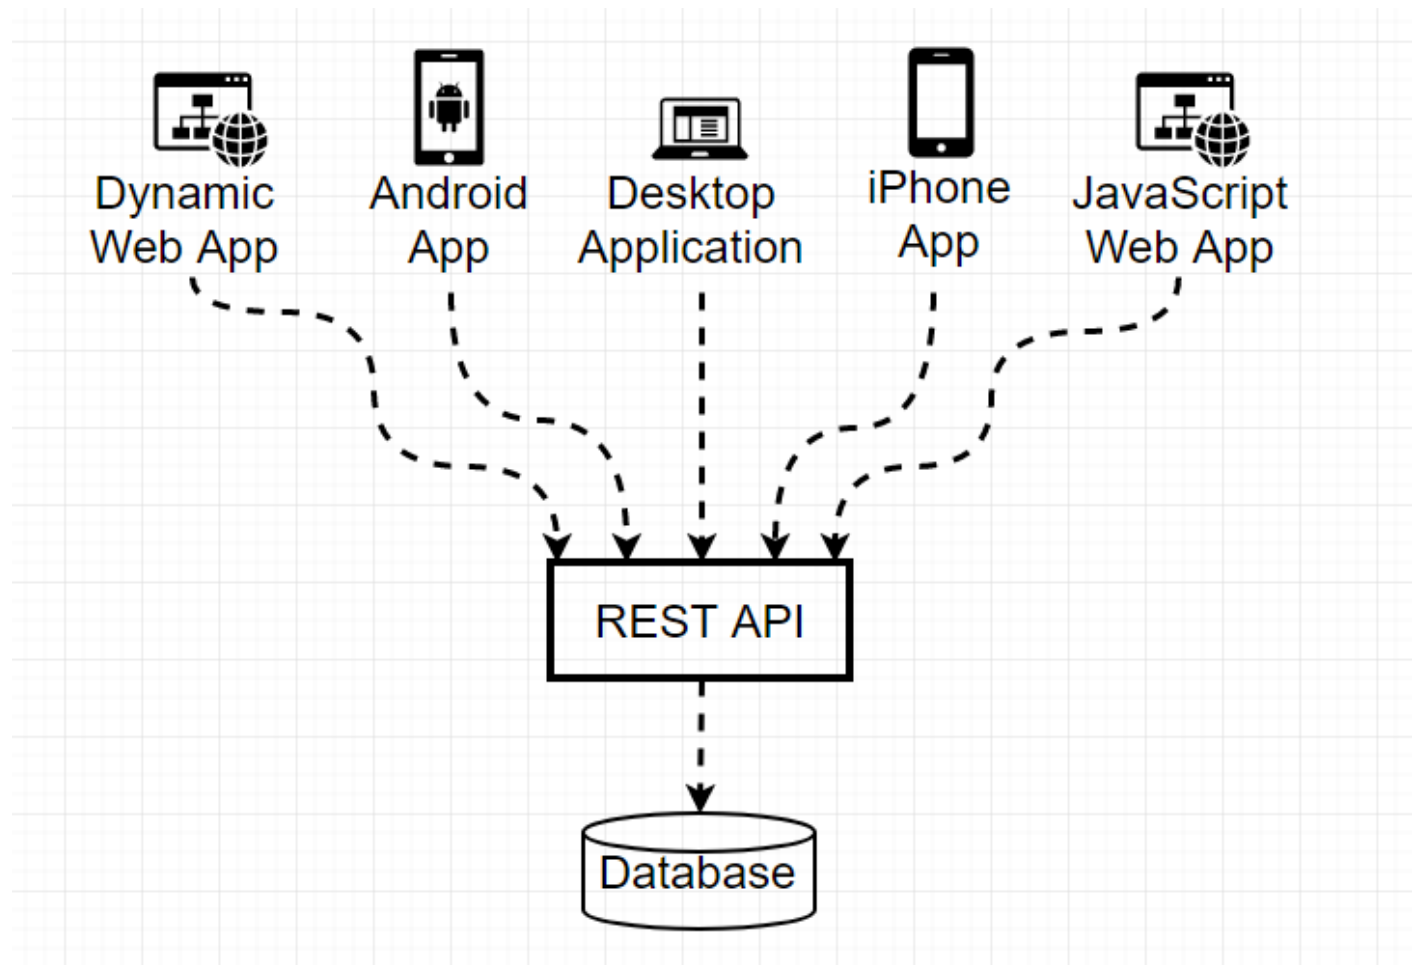 Dynamic
Web App
Android
App
Desktop
Application
iPhone
App
JavaScript
Web App
REST API
Database